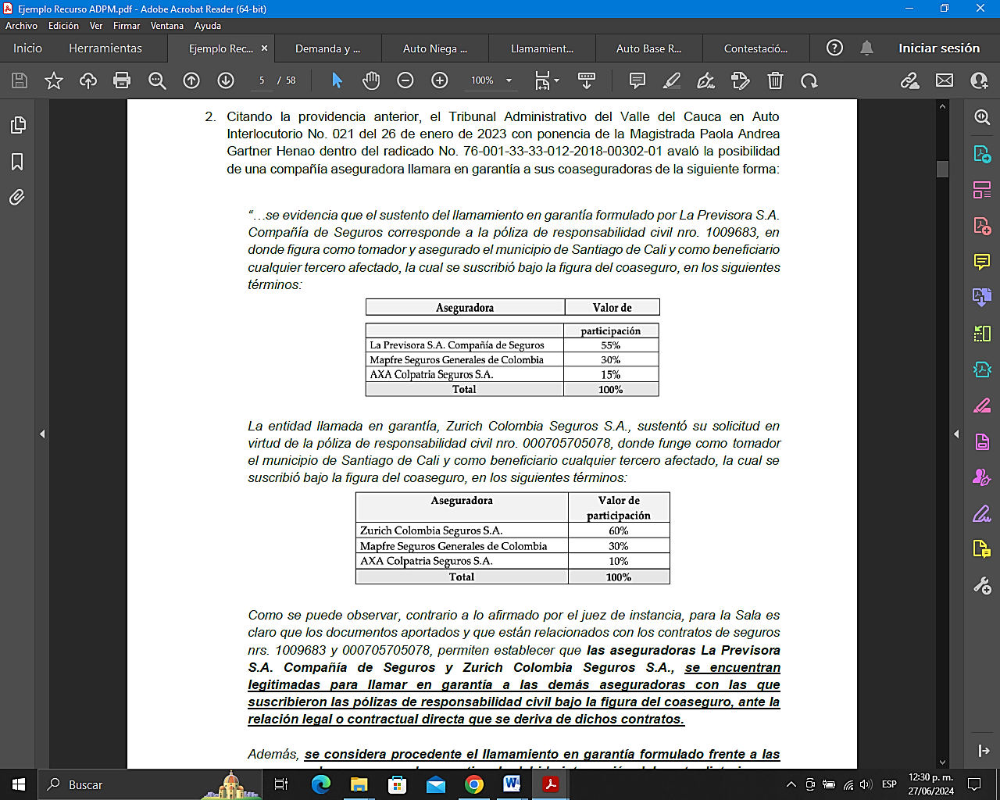 Ejemplo Recurso ADPM.pdf - Adobe Acrobat Reader (64-bit)
Archivo Edición Ver Firmar Ventana Ayuda
Inicio Herramientas Ejemplo Rec... Demanda y ... Auto Niega ... Llamamient... Auto Base R... Contestació... Iniciar sesión
5 / 58 100%
2. Citando la providencia anterior, el Tribunal Administrativo del Valle del Cauca en Auto
Interlocutorio No. 021 del 26 de enero de 2023 con ponencia de la Magistrada Paola Andrea
Gartner Henao dentro del radicado No. 76-001-33-33-012-2018-00302-01 avaló la posibilidad
de una compañía aseguradora llamara en garantía a sus coaseguradoras de la siguiente forma:
“…se evidencia que el sustento del llamamiento en garantía formulado por La Previsora S.A.
Compañía de Seguros corresponde a la póliza de responsabilidad civil nro. 1009683, en
donde figura como tomador y asegurado el municipio de Santiago de Cali y como beneficiario
cualquier tercero afectado, la cual se suscribió bajo la figura del coaseguro, en los siguientes
términos:
Aseguradora Valor de
participación
La Previsora S.A. Compañía de Seguros 55%
Mapfre Seguros Generales de Colombia 30%
AXA Colpatria Seguros S.A. 15%
Total 100%
La entidad llamada en garantía, Zurich Colombia Seguros S.A., sustentó su solicitud en
virtud de la póliza de responsabilidad civil nro. 000705705078, donde funge como tomador
el municipio de Santiago de Cali y como beneficiario cualquier tercero afectado, la cual se
suscribió bajo la figura del coaseguro, en los siguientes términos:
Aseguradora Valor de
participación
Zurich Colombia Seguros S.A. 60%
Mapfre Seguros Generales de Colombia 30%
AXA Colpatria Seguros S.A. 10%
Total 100%
Como se puede observar, contrario a lo afirmado por el juez de instancia, para la Sala es
claro que los documentos aportados y que están relacionados con los contratos de seguros
nrs. 1009683 y 000705705078, permiten establecer que las aseguradoras La Previsora
S.A. Compañía de Seguros y Zurich Colombia Seguros S.A., se encuentran
legitimadas para llamar en garantía a las demás aseguradoras con las que
suscribieron las pólizas de responsabilidad civil bajo la figura del coaseguro, ante la
relación legal o contractual directa que se deriva de dichos contratos.
Además, se considera procedente el llamamiento en garantía formulado frente a las
Buscar
ESP
12:30 p. m.
27/06/2024